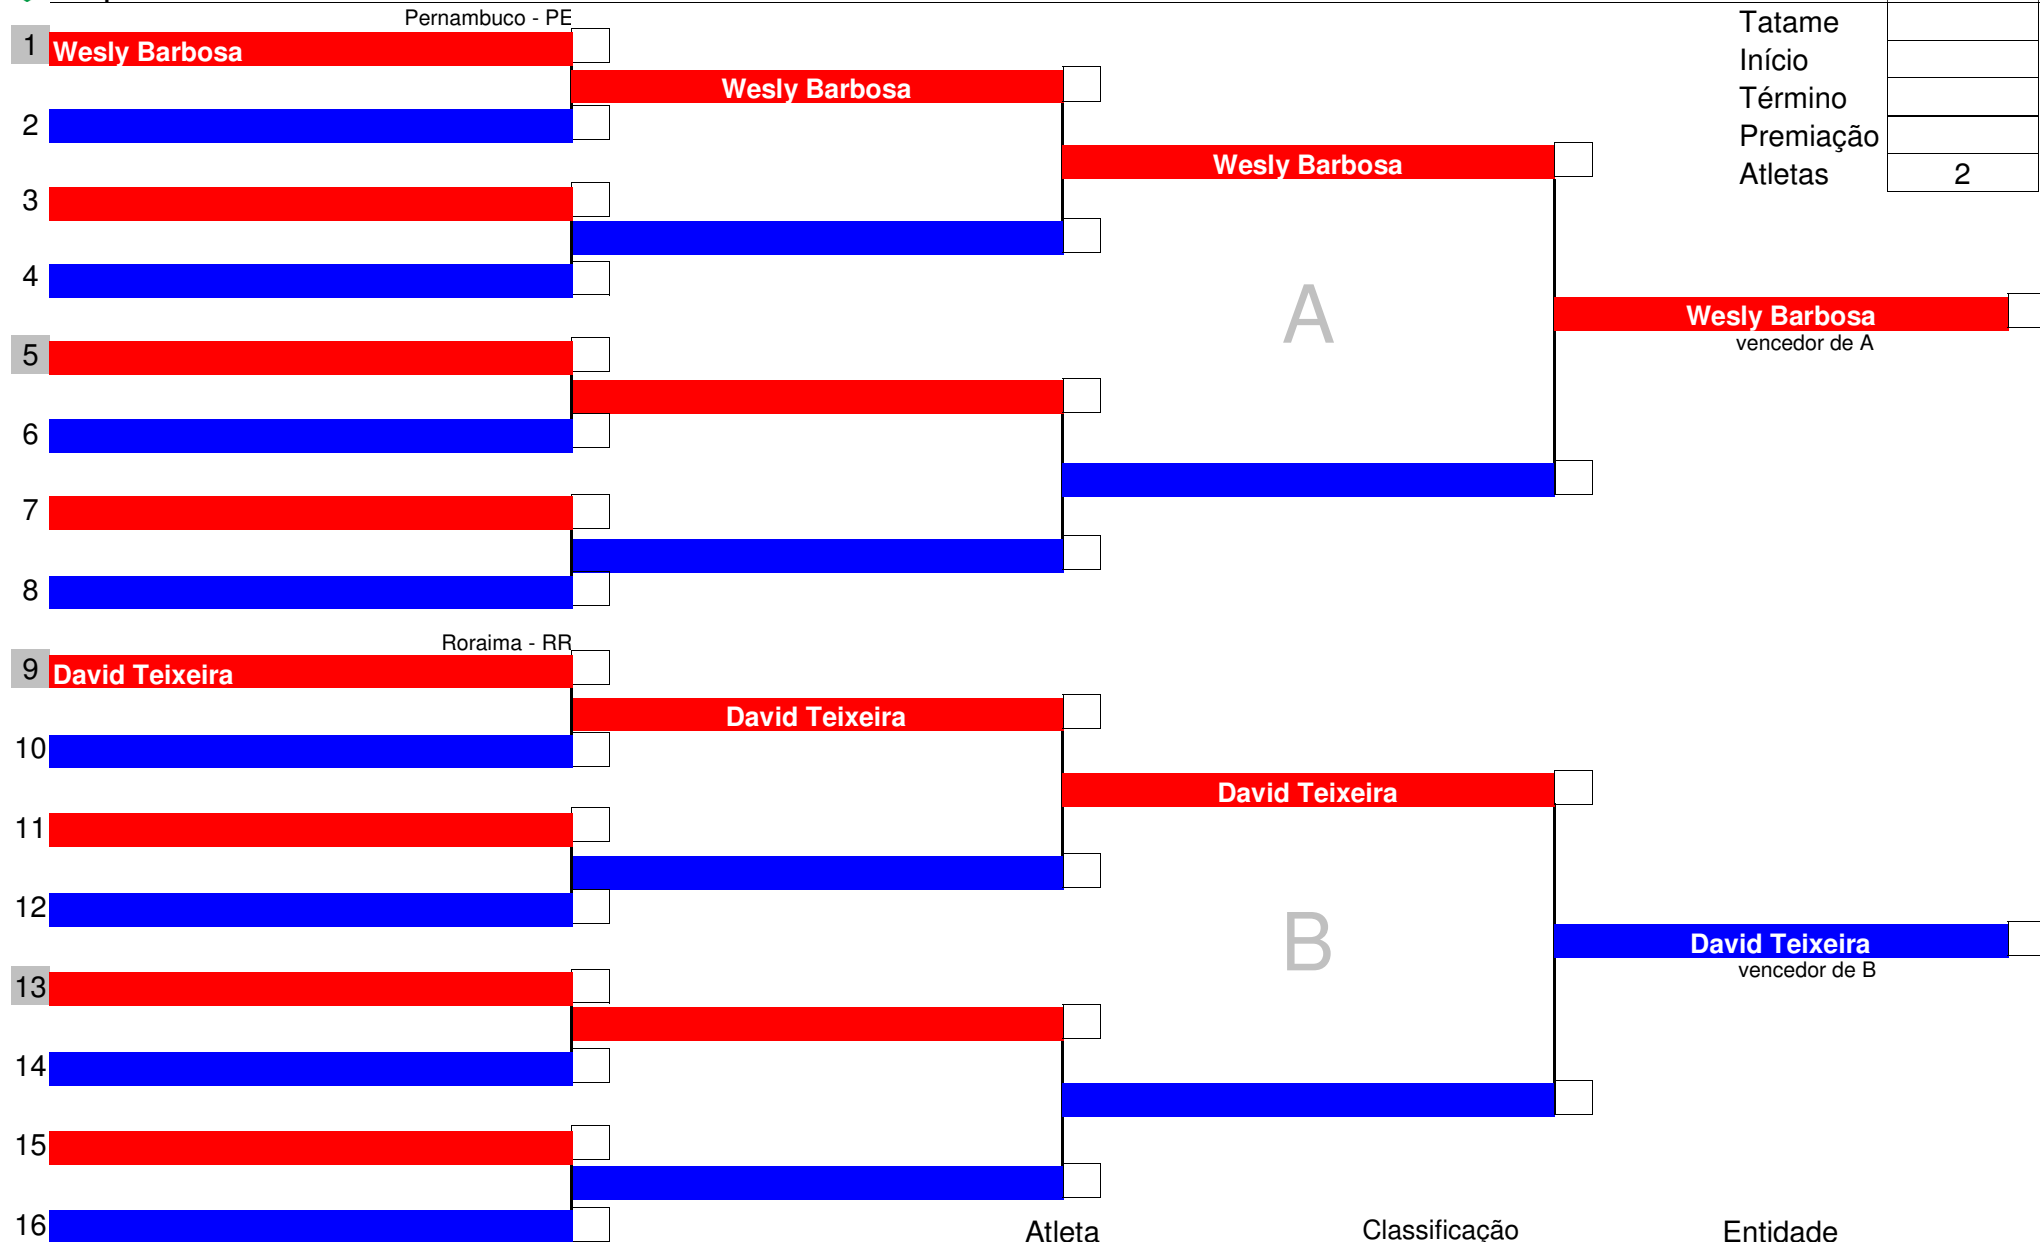 Pernambuco - PE
1 Wesly Barbosa
Wesly Barbosa
2
Wesly Barbosa
3
4
Wesly Barbosa
vencedor de A
A
5
6
7
8
Roraima - RR
9 David Teixeira
David Teixeira
10
David Teixeira
11
12
B
David Teixeira
vencedor de B
13
14
15
16
Tatame
Início
Término
Premiação
Atletas 2
Atleta Classificação Entidade